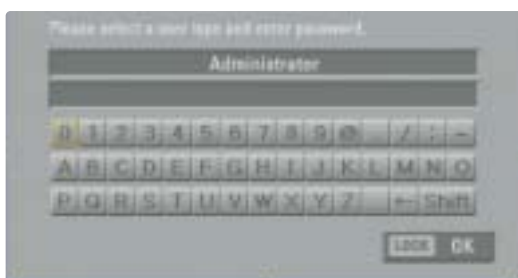 Please select a user type and enter password.
Administrator
0 1 2 3 4 5 6 7 8 9 @ . / : -
A B C D E F G H I J K L M N O
P Q R S T U V W X Y Z ← Shift
LOCK OK